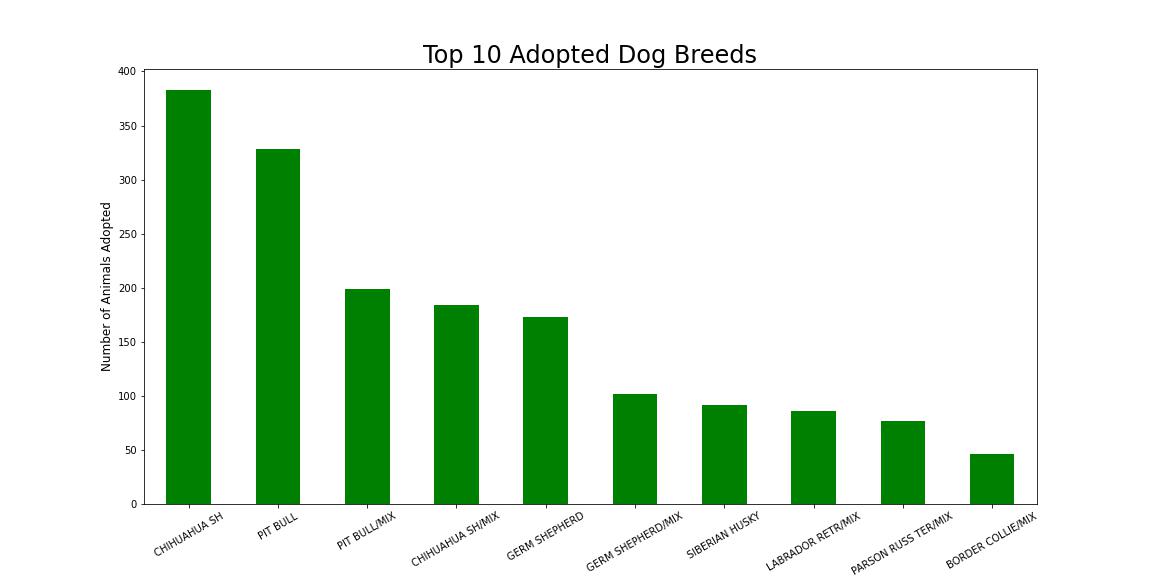 Top 10 Adopted Dog Breeds
400
350
300
250
200
150
100
50
0
Number of Animals Adopted
CHIHUAHUA SH
PIT BULL
PIT BULL/MIX
CHIHUAHUA SH/MIX
GERM SHEPHERD
GERM SHEPHERD/MIX
SIBERIAN HUSKY
LABRADOR RETR/MIX
PARSON RUSS TER/MIX
BORDER COLLIE/MIX